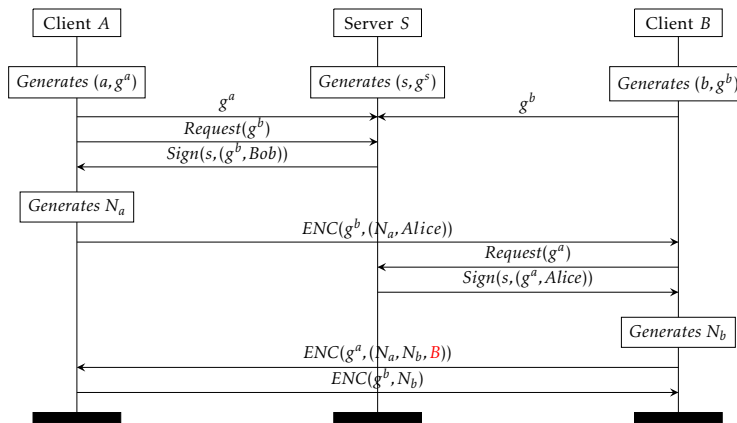 Client A Server S Client B
Generates (a, g^a) Generates (s, g^s) Generates (b, g^b)
g^a g^b
Request(g^b)
Sign(s, (g^b, Bob))
Generates N_a
ENC(g^b, (N_a, Alice))
Request(g^a)
Sign(s, (g^a, Alice))
Generates N_b
ENC(g^a, (N_a, N_b, B))
ENC(g^b, N_b)